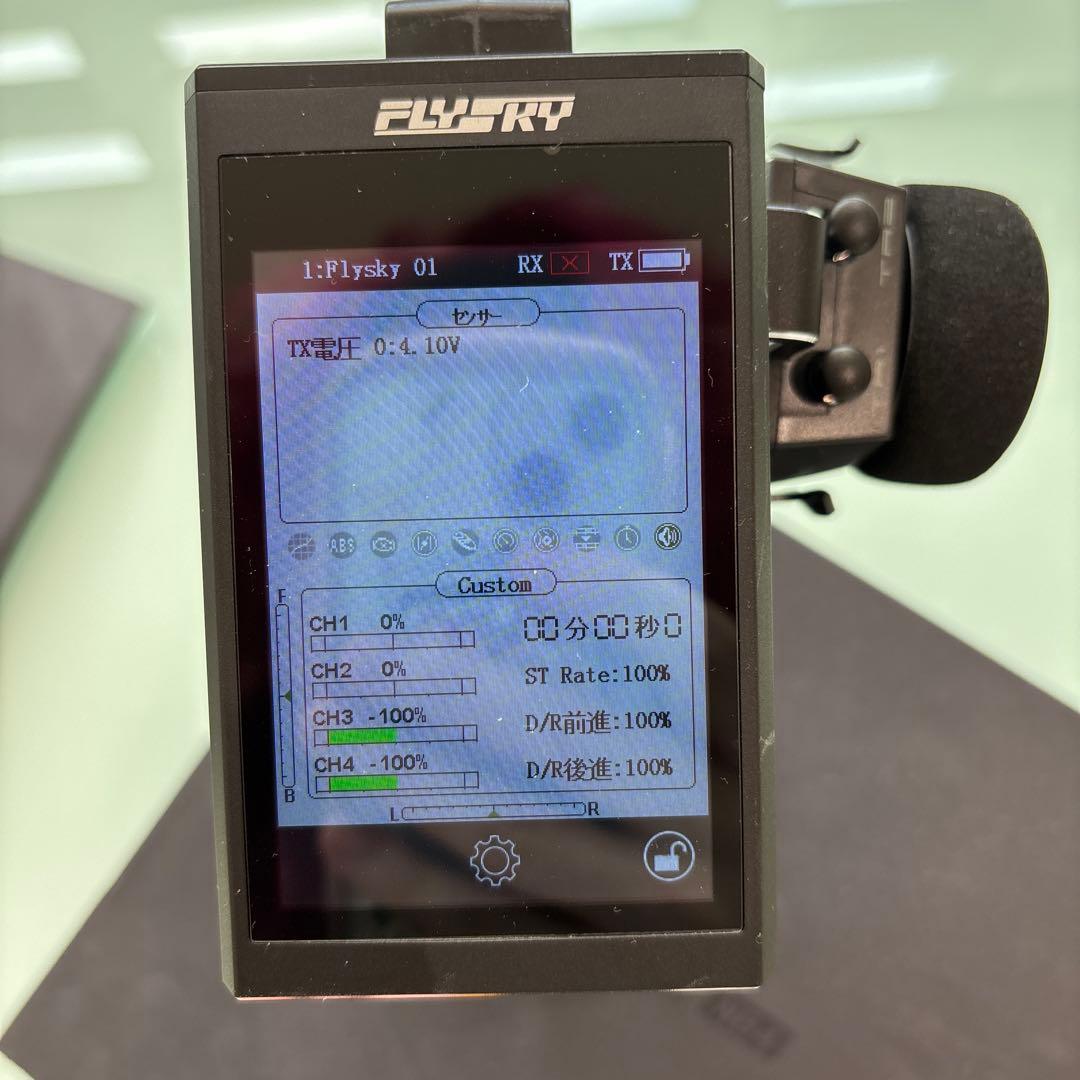 FLYSKY
1:Flysky 01 RX TX
センサー
TX電圧 0:4.10V
ABS
Custom
F
CH1 0% 00分00秒0
CH2 0% ST Rate:100%
CH3 -100% D/R前進:100%
CH4 -100% D/R後進:100%
B
L R